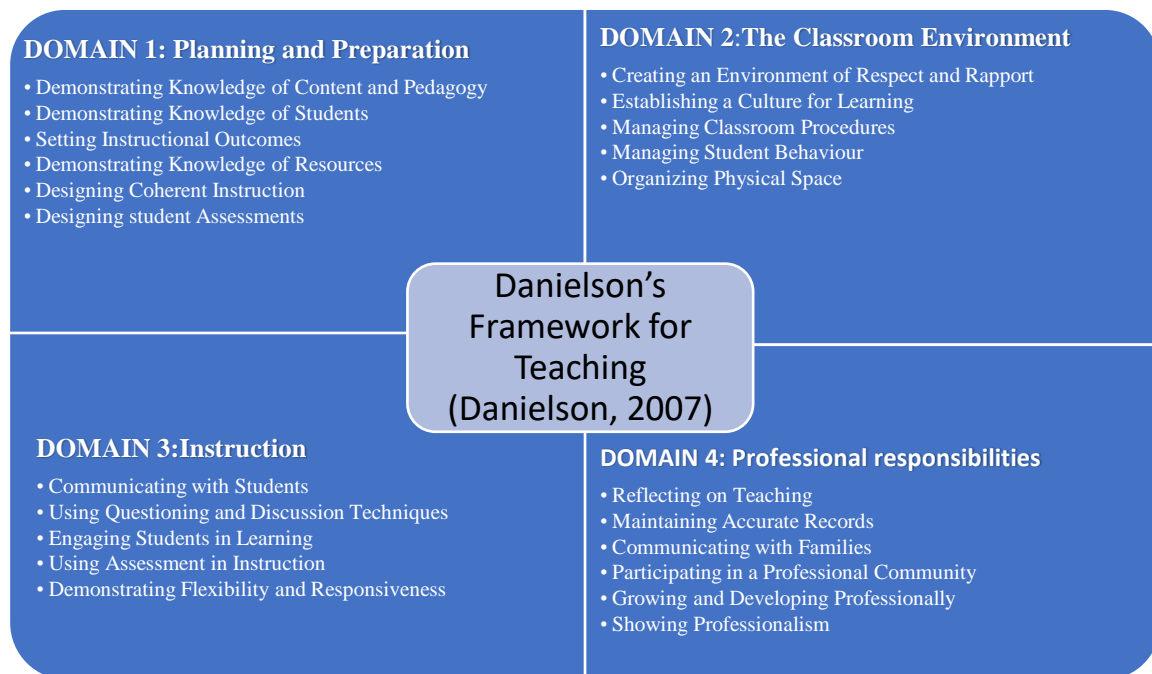 DOMAIN 1: Planning and Preparation
• Demonstrating Knowledge of Content and Pedagogy
• Demonstrating Knowledge of Students
• Setting Instructional Outcomes
• Demonstrating Knowledge of Resources
• Designing Coherent Instruction
• Designing student Assessments
DOMAIN 2:The Classroom Environment
• Creating an Environment of Respect and Rapport
• Establishing a Culture for Learning
• Managing Classroom Procedures
• Managing Student Behaviour
• Organizing Physical Space
Danielson’s
Framework for
Teaching
(Danielson, 2007)
DOMAIN 3:Instruction
• Communicating with Students
• Using Questioning and Discussion Techniques
• Engaging Students in Learning
• Using Assessment in Instruction
• Demonstrating Flexibility and Responsiveness
DOMAIN 4: Professional responsibilities
• Reflecting on Teaching
• Maintaining Accurate Records
• Communicating with Families
• Participating in a Professional Community
• Growing and Developing Professionally
• Showing Professionalism